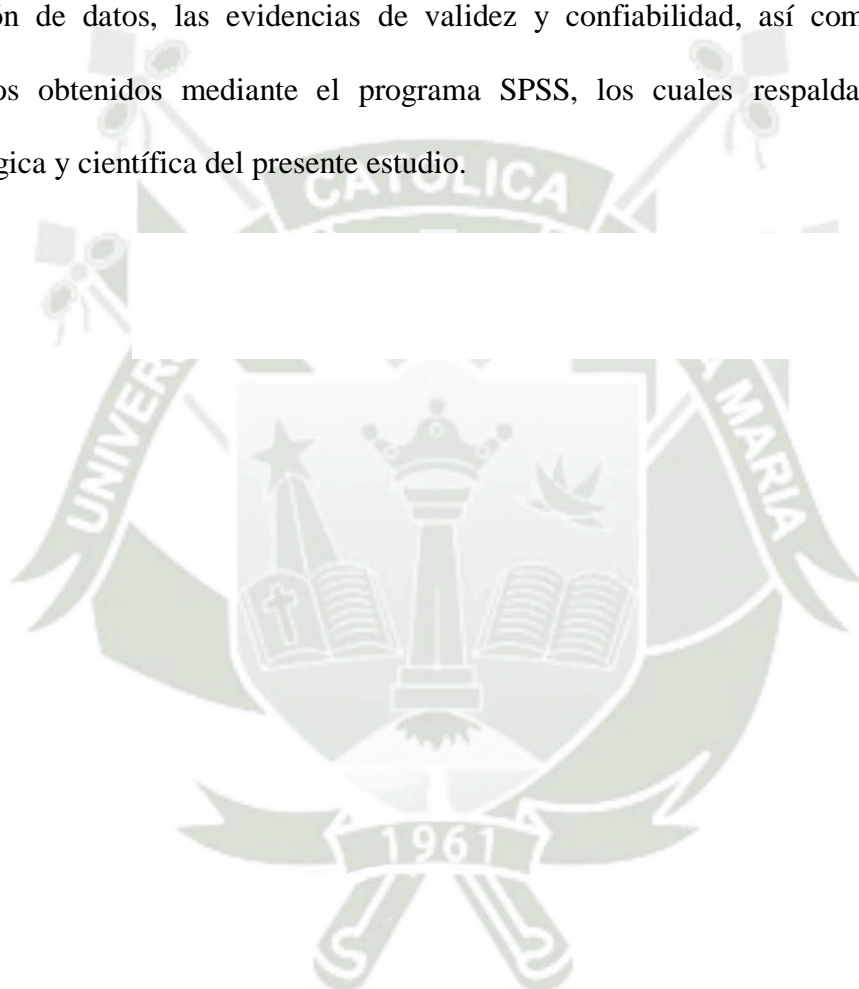 ón de datos, las evidencias de validez y confiabilidad, así com
os obtenidos mediante el programa SPSS, los cuales respalda
gica y científica del presente estudio.
CATOLICA
UNIVER
A MARIA
1961